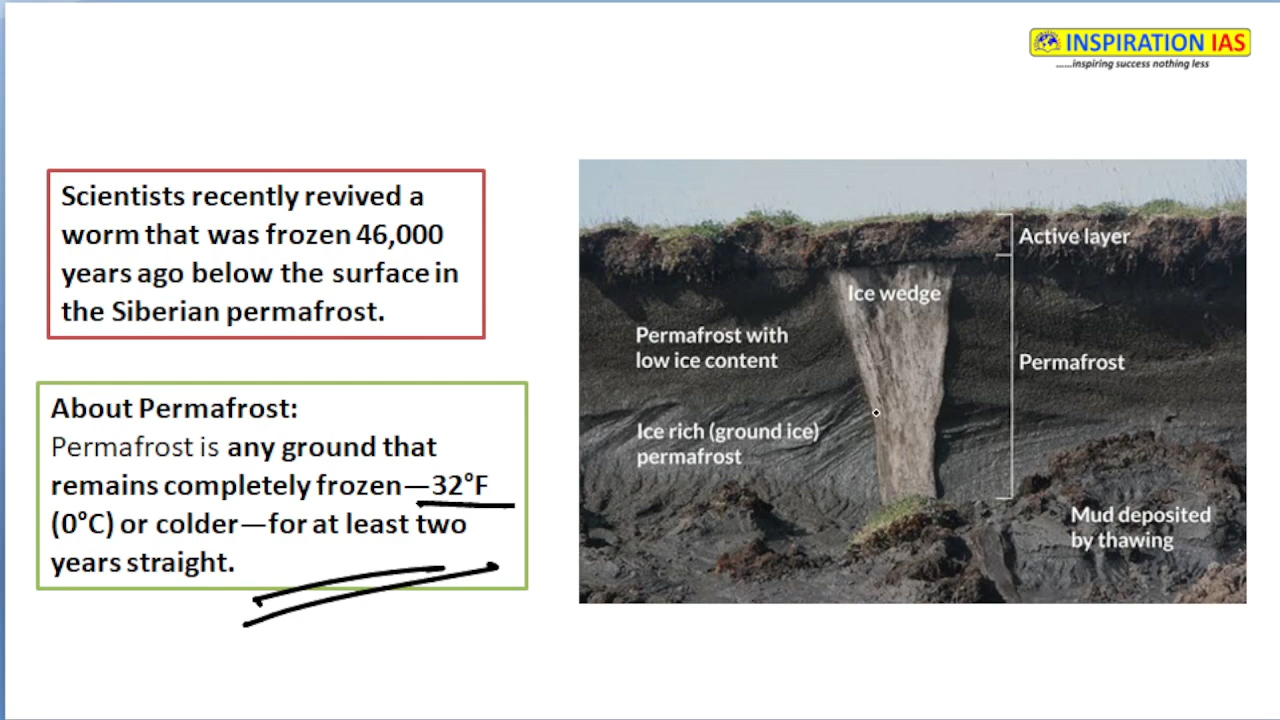 INSPIRATION IAS
......inspiring success nothing less
Scientists recently revived a
worm that was frozen 46,000
years ago below the surface in
the Siberian permafrost.
About Permafrost:
Permafrost is any ground that
remains completely frozen—32°F
(0°C) or colder—for at least two
years straight.
Active layer
Ice wedge
Permafrost with
low ice content
Permafrost
Ice rich (ground ice)
permafrost
Mud deposited
by thawing